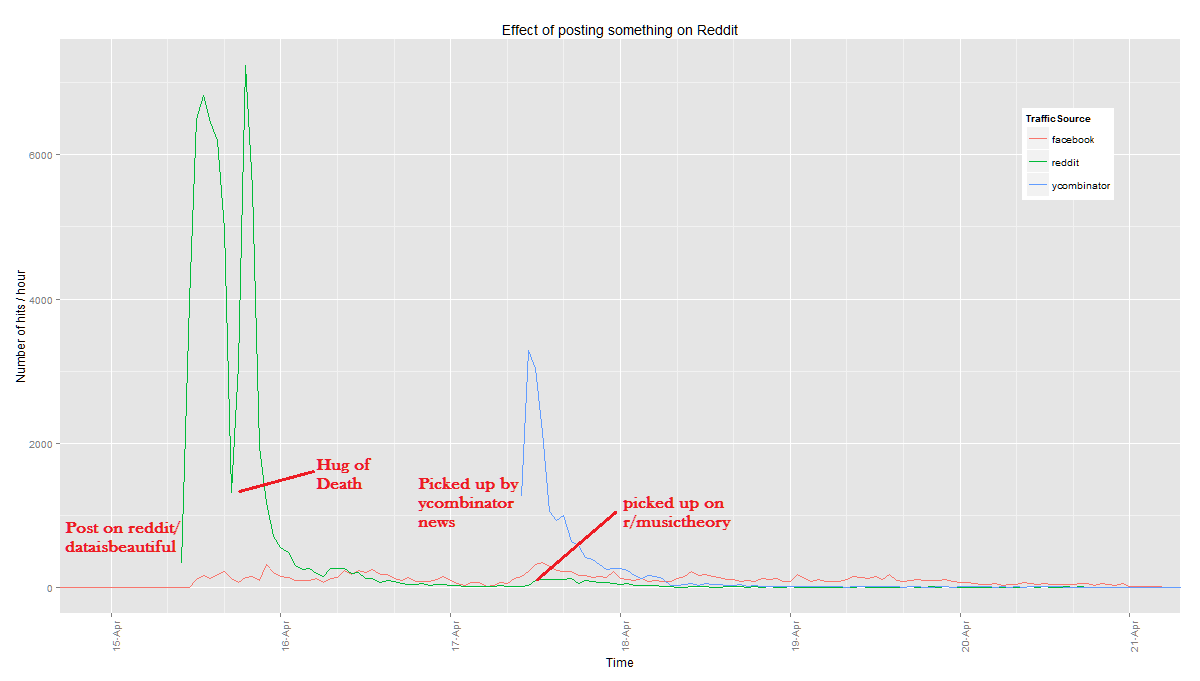 Effect of posting something on Reddit
Traffic Source
facebook
reddit
ycombinator
6000
4000
2000
0
Number of hits / hour
Hug of
Death
Post on reddit/
dataisbeautiful
Picked up by
ycombinator
news
picked up on
r/musictheory
15-Apr
16-Apr
17-Apr
18-Apr
19-Apr
20-Apr
21-Apr
Time